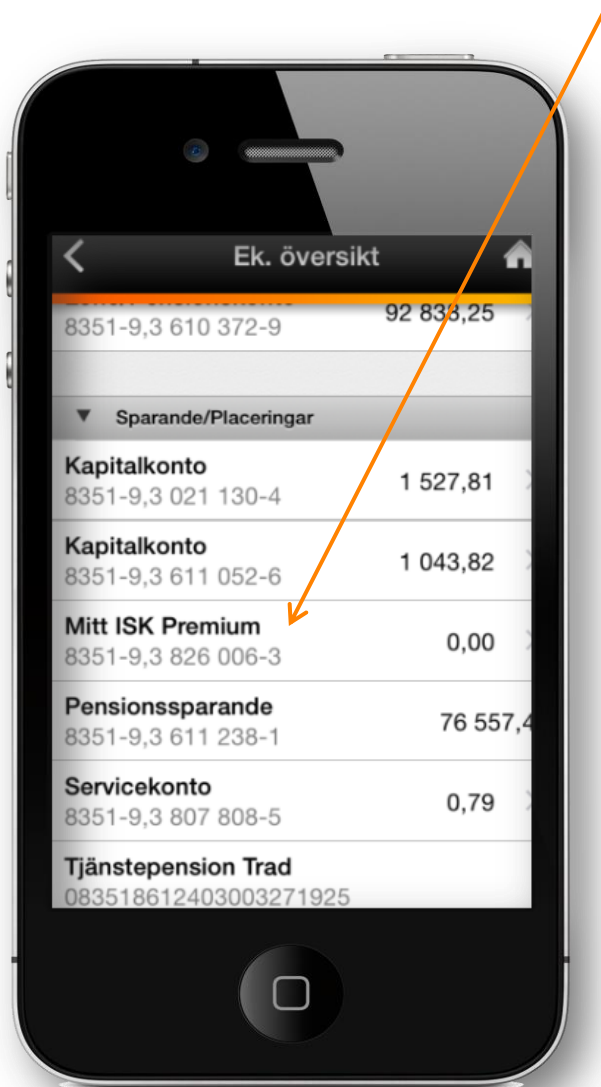 Ek. översikt
92 833,25
8351-9,3 610 372-9
Sparande/Placeringar
Kapitalkonto
8351-9,3 021 130-4
1 527,81
Kapitalkonto
8351-9,3 611 052-6
1 043,82
Mitt ISK Premium
8351-9,3 826 006-3
0,00
Pensionssparande
8351-9,3 611 238-1
76 557,4
Servicekonto
8351-9,3 807 808-5
0,79
Tjänstepension Trad
083518612403003271925